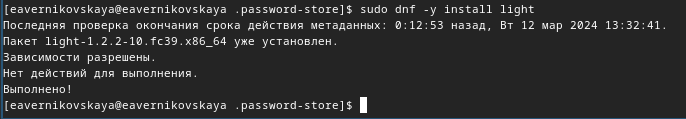 [eavernikovskaya@eavernikovskaya .password-store]$ sudo dnf -y install light
Последняя проверка окончания срока действия метаданных: 0:12:53 назад, Вт 12 мар 2024 13:32:41.
Пакет light-1.2.2-10.fc39.x86_64 уже установлен.
Зависимости разрешены.
Нет действий для выполнения.
Выполнено!
[eavernikovskaya@eavernikovskaya .password-store]$